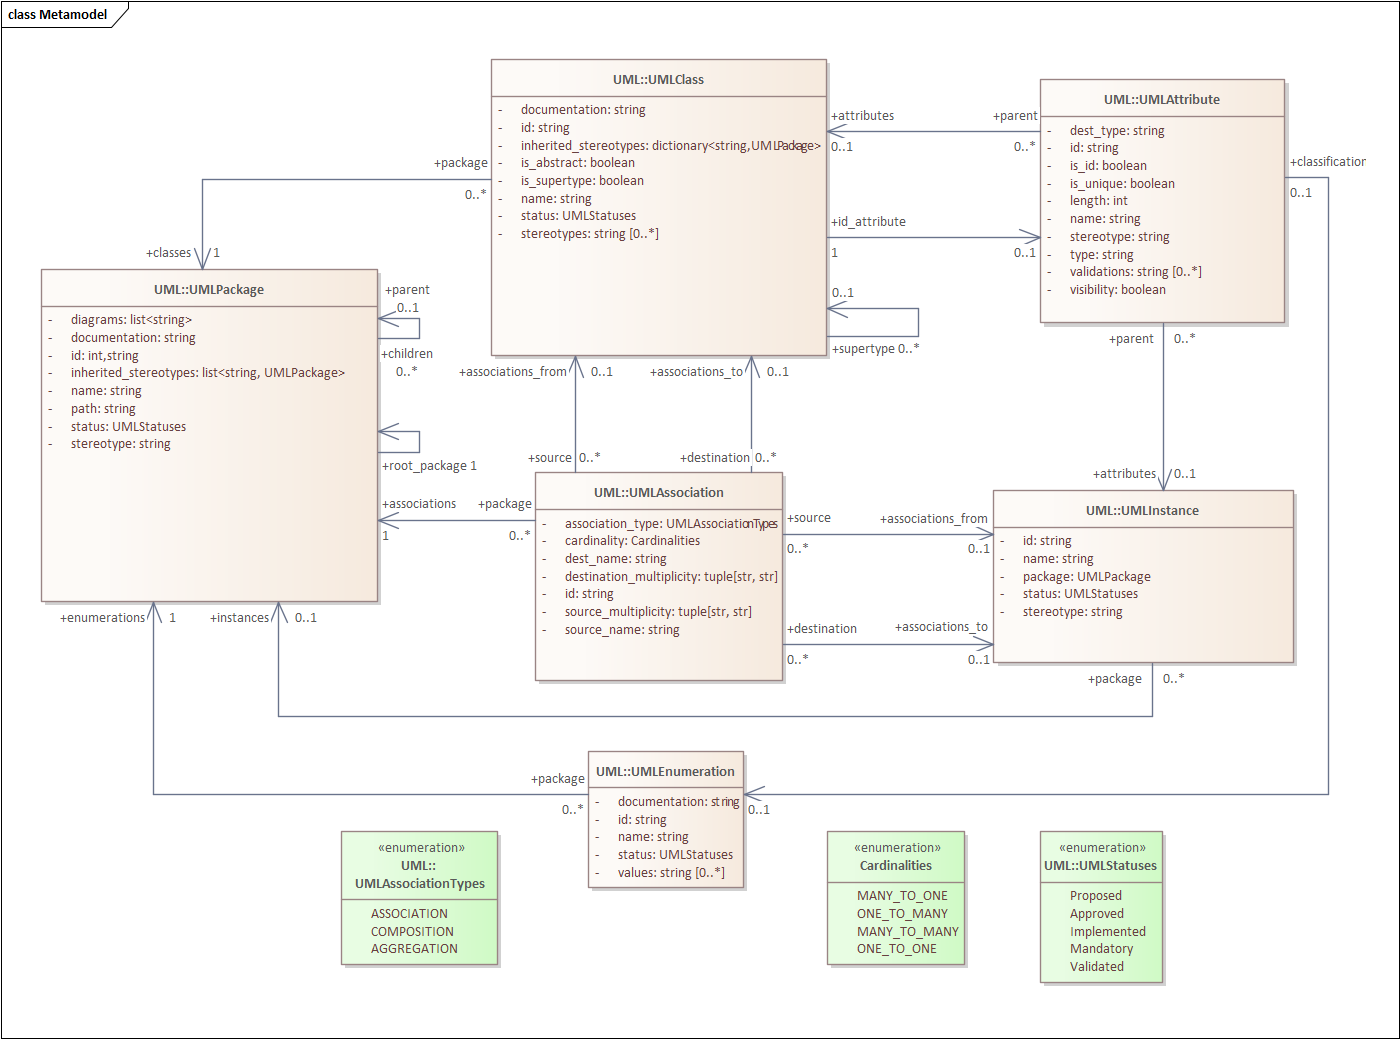 class Metamodel
UML::UMLClass
- documentation: string
- id: string
- inherited_stereotypes: dictionary<string,UMLPackage>
- is_abstract: boolean
- is_supertype: boolean
- name: string
- status: UMLStatuses
- stereotypes: string [0..*]
UML::UMLAttribute
- dest_type: string
- id: string
- is_id: boolean
- is_unique: boolean
- length: int
- name: string
- stereotype: string
- type: string
- validations: string [0..*]
- visibility: boolean
+attributes
0..1
+parent
0..*
+classification
0..1
+package
0..*
+id_attribute
1
0..1
+classes
1
0..1
+supertype 0..*
UML::UMLPackage
- diagrams: list<string>
- documentation: string
- id: int,string
- inherited_stereotypes: list<string, UMLPackage>
- name: string
- path: string
- status: UMLStatuses
- stereotype: string
+parent
0..1
+children
0..*
+root_package 1
+associations_from
0..1
+associations_to
0..1
+parent
0..*
+source
0..*
+destination
0..*
+attributes
0..1
+associations
1
+package
0..*
UML::UMLAssociation
- association_type: UMLAssociationTypes
- cardinality: Cardinalities
- dest_name: string
- destination_multiplicity: tuple[str, str]
- id: string
- source_multiplicity: tuple[str, str]
- source_name: string
+source
0..*
+associations_from
0..1
+destination
0..*
+associations_to
0..1
UML::UMLInstance
- id: string
- name: string
- package: UMLPackage
- status: UMLStatuses
- stereotype: string
+enumerations
1
+instances
0..1
+package
0..*
+package
0..*
UML::UMLEnumeration
- documentation: string
- id: string
- name: string
- status: UMLStatuses
- values: string [0..*]
0..1
«enumeration»
UML::
UMLAssociationTypes
ASSOCIATION
COMPOSITION
AGGREGATION
«enumeration»
Cardinalities
MANY_TO_ONE
ONE_TO_MANY
MANY_TO_MANY
ONE_TO_ONE
«enumeration»
UML::UMLStatuses
Proposed
Approved
Implemented
Mandatory
Validated